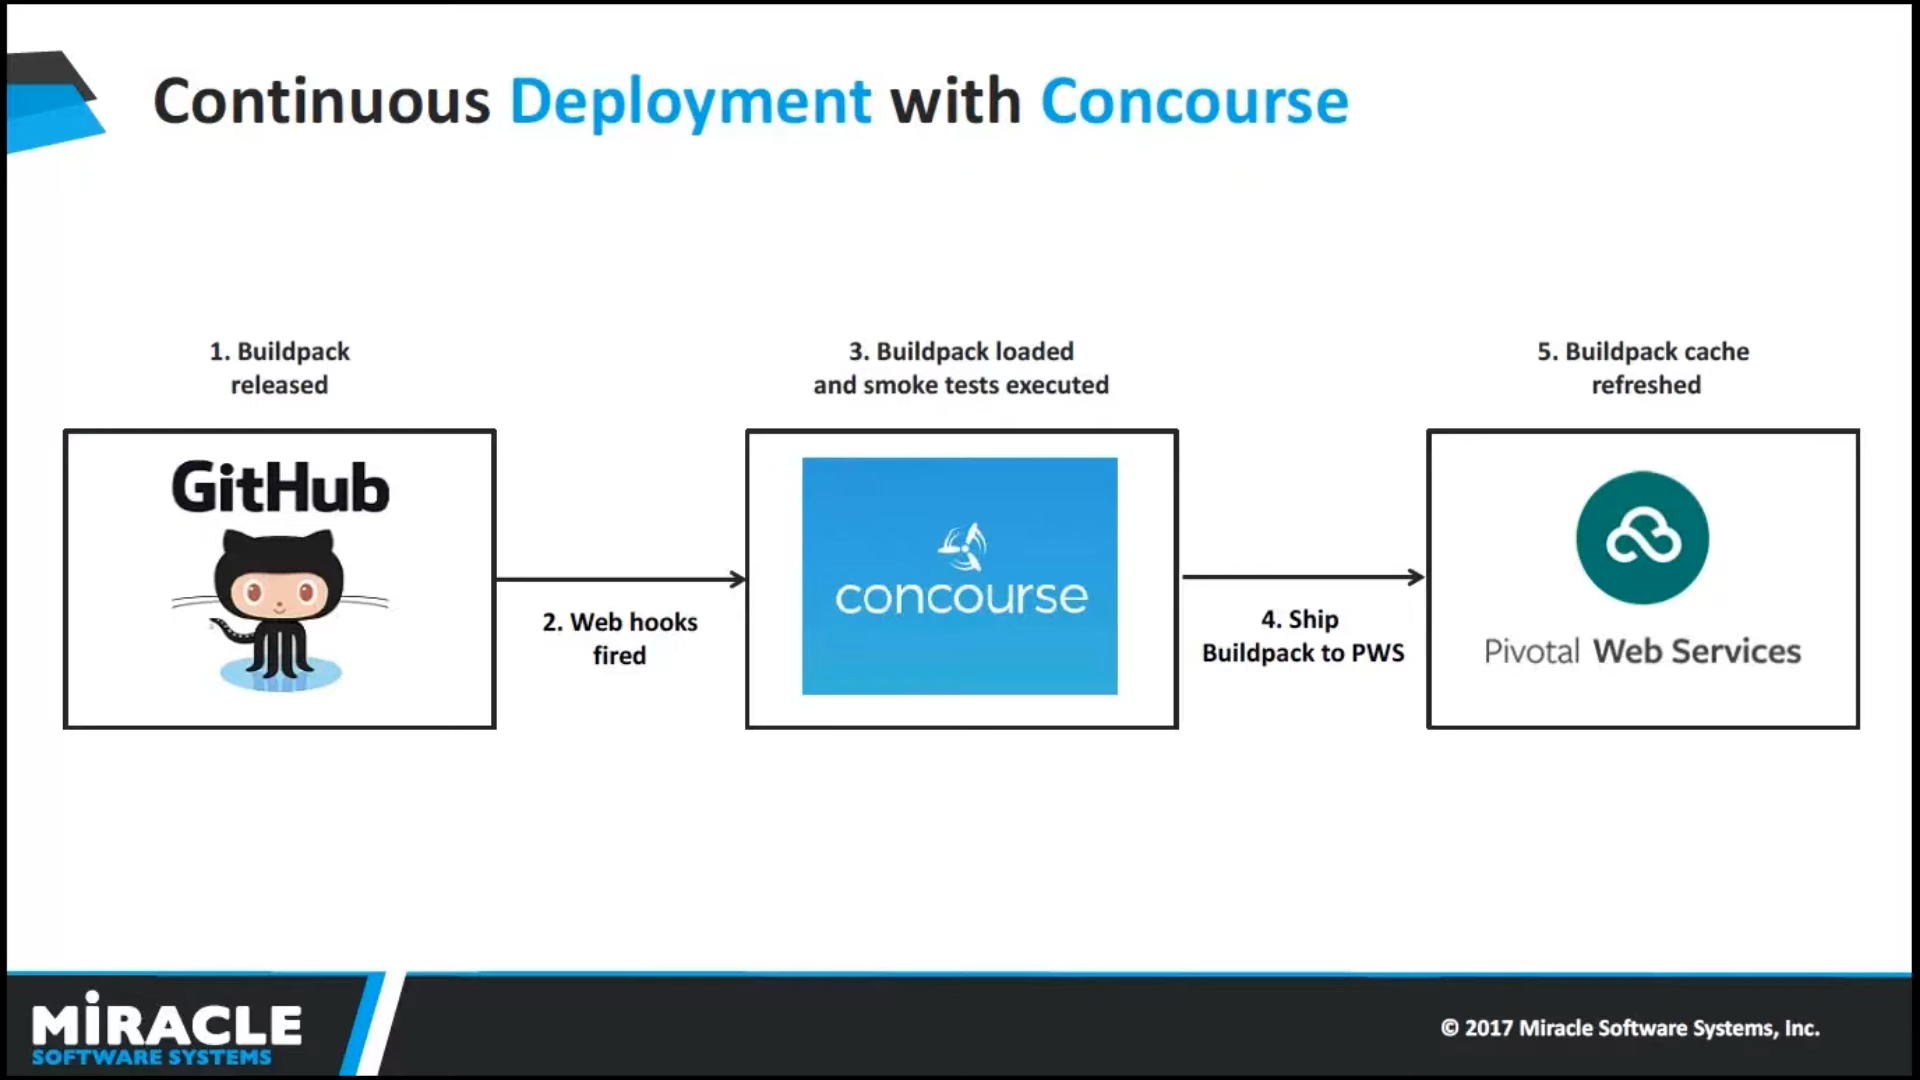 Continuous Deployment with Concourse
1. Buildpack
released
GitHub
2. Web hooks
fired
3. Buildpack loaded
and smoke tests executed
concourse
4. Ship
Buildpack to PWS
5. Buildpack cache
refreshed
Pivotal Web Services
MiRACLE
SOFTWARE SYSTEMS
© 2017 Miracle Software Systems, Inc.